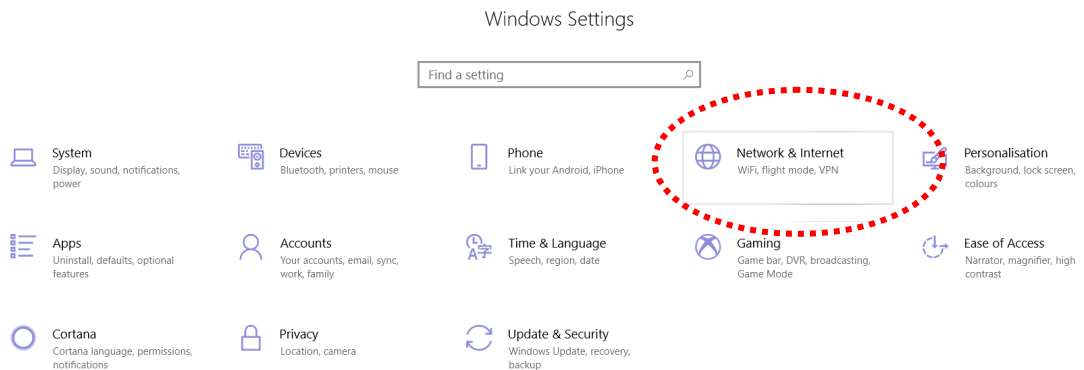 Windows Settings
Find a setting
System
Display, sound, notifications,
power
Devices
Bluetooth, printers, mouse
Phone
Link your Android, iPhone
Network & Internet
WiFi, flight mode, VPN
Personalisation
Background, lock screen,
colours
Apps
Uninstall, defaults, optional
features
Accounts
Your accounts, email, sync,
work, family
Time & Language
Speech, region, date
Gaming
Game bar, DVR, broadcasting,
Game Mode
Ease of Access
Narrator, magnifier, high
contrast
Cortana
Cortana language, permissions,
notifications
Privacy
Location, camera
Update & Security
Windows Update, recovery,
backup